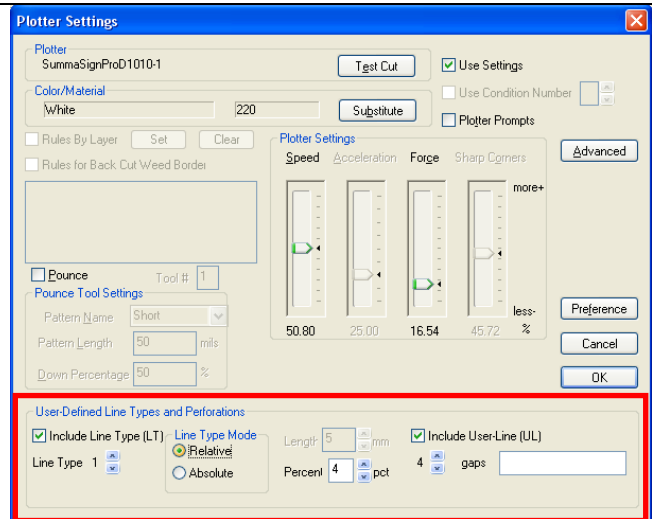 Plotter Settings
Plotter
SummaSignProD1010-1
Test Cut
Use Settings
Use Condition Number
Color/Material
White 220
Substitute
Plotter Prompts
Rules By Layer Set Clear
Rules for Back Cut Weed Border
Plotter Settings
Speed Acceleration Force Sharp Corners
Advanced
more+
less-
50.80 25.00 16.54 45.72 %
Pounce Tool # 1
Pounce Tool Settings
Pattern Name Short
Pattern Length 50 mils
Down Percentage 50 %
Preference
Cancel
OK
User-Defined Line Types and Perforations
Include Line Type (LT)
Line Type 1
Line Type Mode
Relative
Absolute
Length 5 mm
Percent 4 pct
Include User-Line (UL)
4 gaps